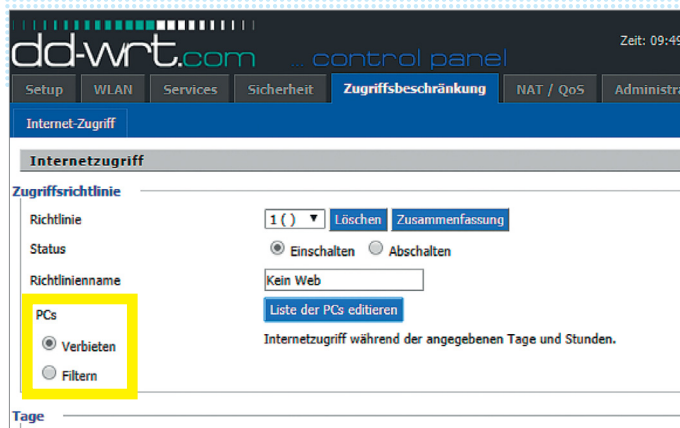 dd-wrt.com ... control panel
Zeit: 09:49
Setup WLAN Services Sicherheit Zugriffsbeschränkung NAT / QoS Administra
Internet-Zugriff
Internetzugriff
Zugriffsrichtlinie
Richtlinie 1 ( ) Löschen Zusammenfassung
Status Einschalten Abschalten
Richtlinienname Kein Web
PCs Liste der PCs editieren
Verbieten Internetzugriff während der angegebenen Tage und Stunden.
Filtern
Tage